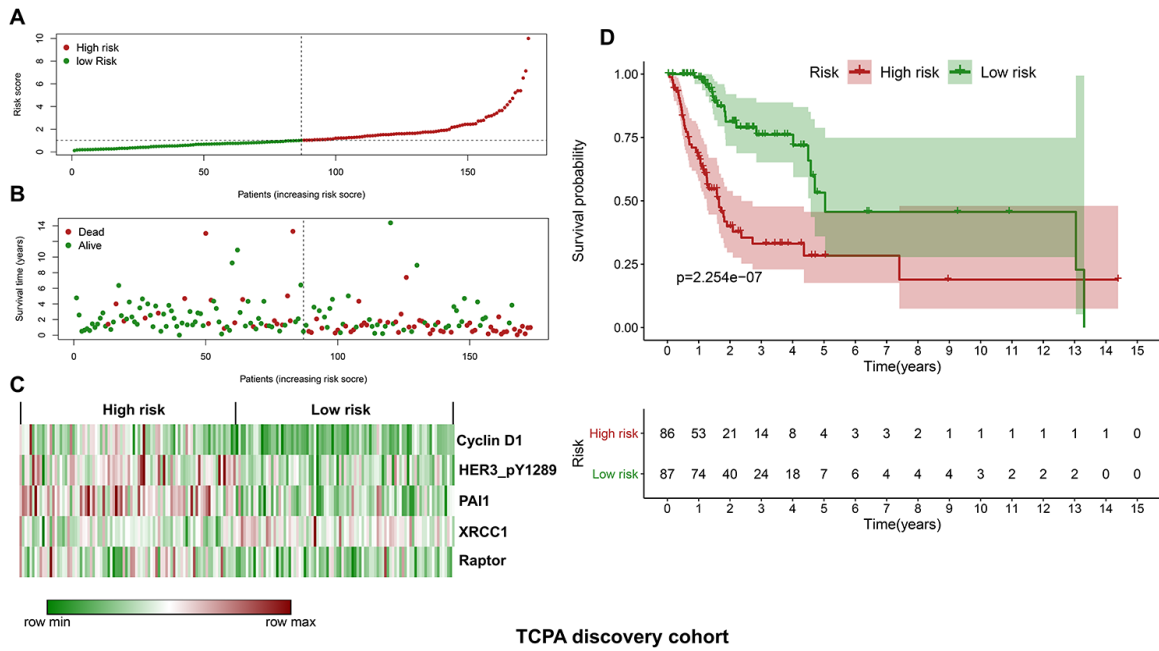 A
Risk score
10
8
6
4
2
0
High risk
low Risk
0
50
100
150
Patients (increasing risk socre)
B
Survival time (years)
14
12
10
8
6
4
2
0
Dead
Alive
0
50
100
150
Patients (increasing risk socre)
C
High risk
Low risk
Cyclin D1
HER3_pY1289
PAI1
XRCC1
Raptor
row min
row max
D
Risk
High risk
Low risk
Survival probability
1.00
0.75
0.50
0.25
0.00
p=2.254e−07
0 1 2 3 4 5 6 7 8 9 10 11 12 13 14 15
Time(years)
Risk
High risk 86 53 21 14 8 4 3 3 2 1 1 1 1 1 1 0
Low risk 87 74 40 24 18 7 6 4 4 4 3 2 2 2 0 0
0 1 2 3 4 5 6 7 8 9 10 11 12 13 14 15
Time(years)
TCPA discovery cohort